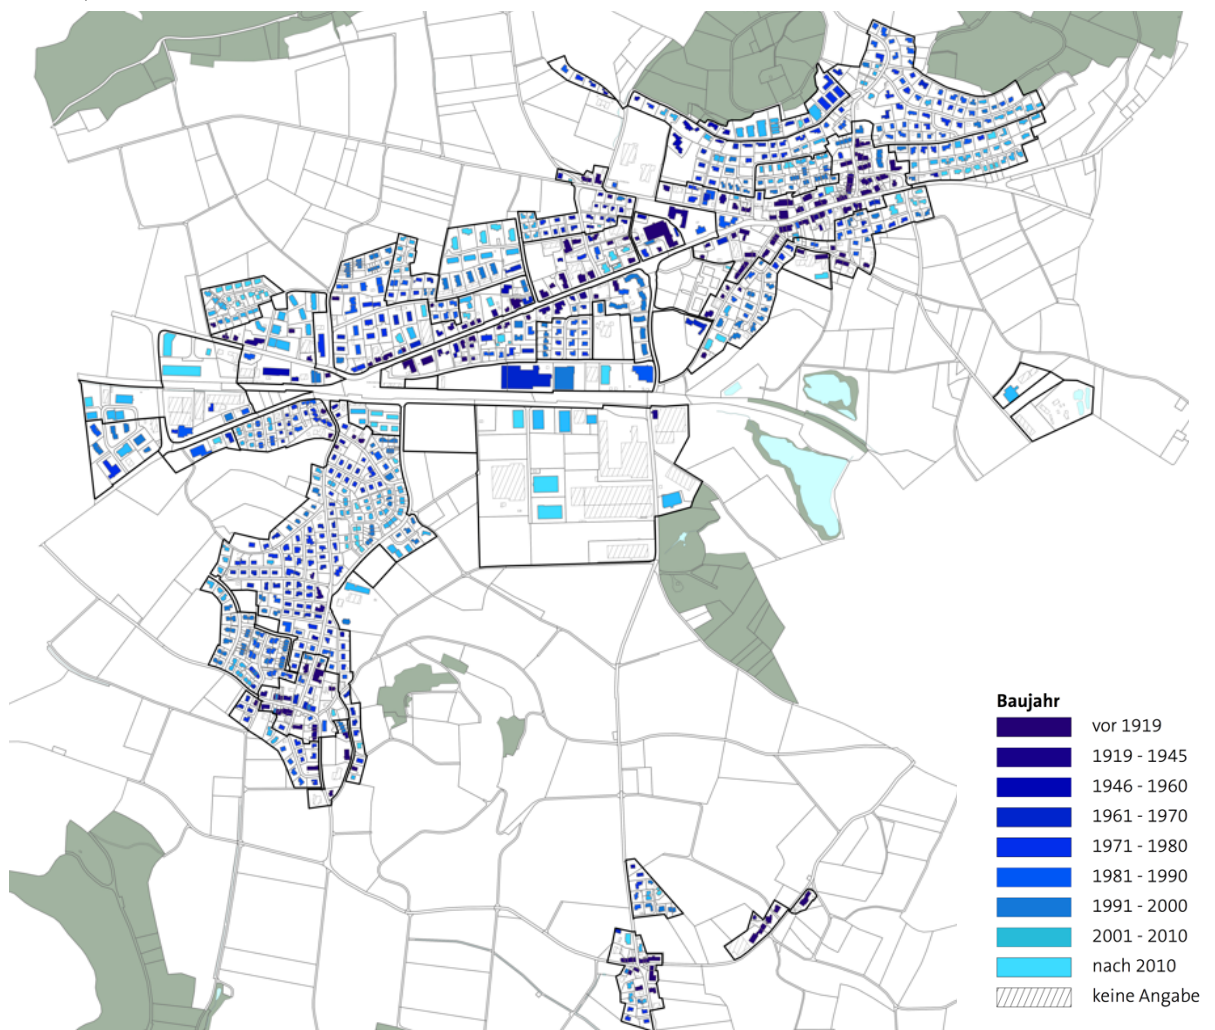 Baujahr
vor 1919
1919 - 1945
1946 - 1960
1961 - 1970
1971 - 1980
1981 - 1990
1991 - 2000
2001 - 2010
nach 2010
keine Angabe